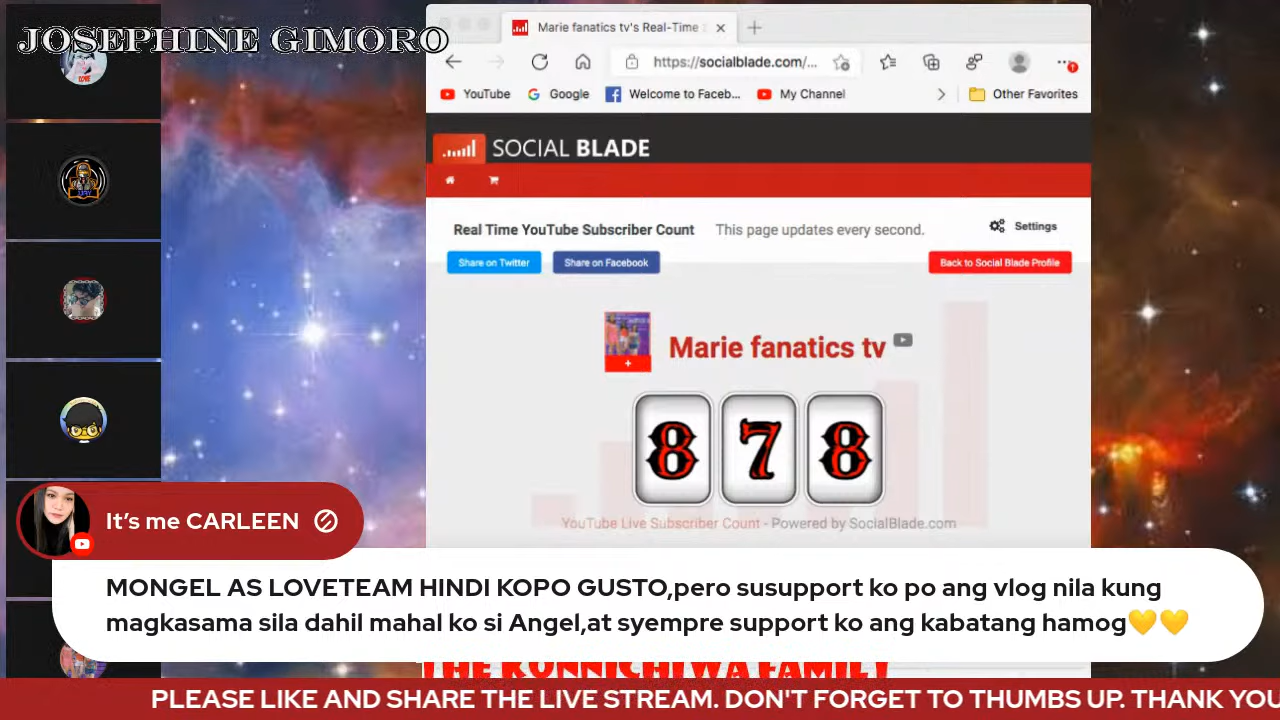 JOSEPHINE GIMORO
Marie fanatics tv's Real-Time
https://socialblade.com/...
YouTube
Google
Welcome to Faceb...
My Channel
Other Favorites
SOCIAL BLADE
Real Time YouTube Subscriber Count
This page updates every second.
Settings
Share on Twitter
Share on Facebook
Back to Social Blade Profile
Marie fanatics tv
878
YouTube Live Subscriber Count - Powered by SocialBlade.com
It's me CARLEEN
MONGEL AS LOVETEAM HINDI KOPO GUSTO,pero susupport ko po ang vlog nila kung
magkasama sila dahil mahal ko si Angel,at syempre support ko ang kabatang hamog💛💛
THE KONNICHIWA FAMILY
PLEASE LIKE AND SHARE THE LIVE STREAM. DON'T FORGET TO THUMBS UP. THANK YOU